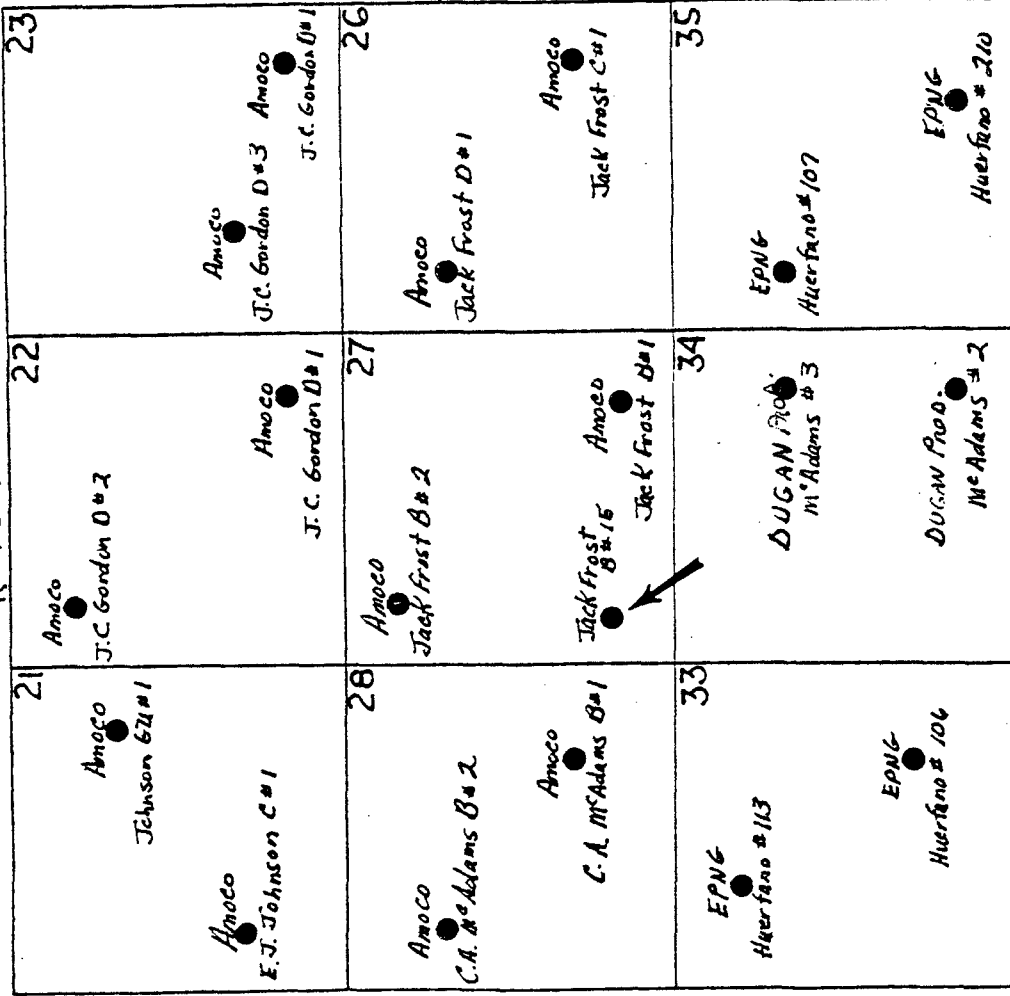 21
Amoco
Johnson GU#1
Amoco
E.J. Johnson C#1
22
Amoco
J.C. Gordon D#2
Amoco
J.C. Gordon D#1
23
Amoco
J.C. Gordon D#3
Amoco
J.C. Gordon D#1
28
Amoco
C.A. McAdams B#2
Amoco
C.A. McAdams B#1
27
Amoco
Jack Frost B#2
Jack Frost
B#1E
Amoco
Jack Frost B#1
26
Amoco
Jack Frost D#1
Amoco
Jack Frost C#1
33
EPNG
Huerfano #113
EPNG
Huerfano #106
34
DUGAN Prod.
McAdams #3
DUGAN Prod.
McAdams #2
35
EPNG
Huerfano #107
EPNG
Huerfano #210